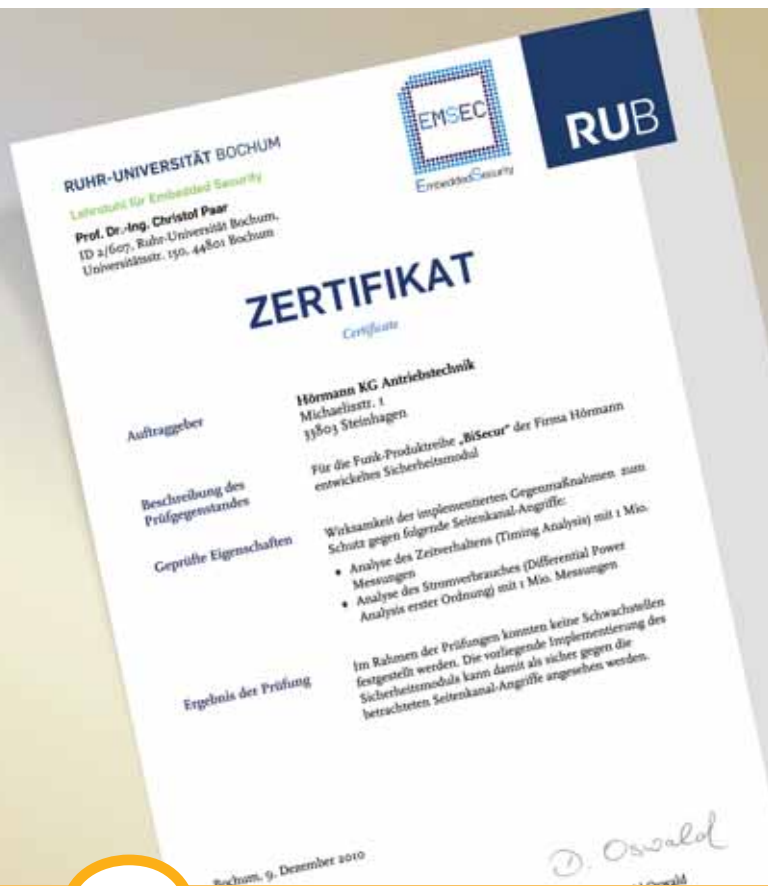 EMSEC
EmbeddedSecurity
RUB
RUHR-UNIVERSITÄT BOCHUM
Lehrstuhl für Embedded Security
Prof. Dr.-Ing. Christof Paar
ID 2/607, Ruhr-Universität Bochum,
Universitätsstr. 150, 44801 Bochum
ZERTIFIKAT
Certificate
Auftraggeber
Hörmann KG Antriebstechnik
Michaelisstr. 1
33803 Steinhagen
Beschreibung des
Prüfgegenstandes
Für die Funk-Produktreihe „BiSecur" der Firma Hörmann
entwickeltes Sicherheitsmodul
Geprüfte Eigenschaften
Wirksamkeit der implementierten Gegenmaßnahmen zum
Schutz gegen folgende Seitenkanal-Angriffe:
• Analyse des Zeitverhaltens (Timing Analysis) mit 1 Mio.
Messungen
• Analyse des Stromverbrauches (Differential Power
Analysis erster Ordnung) mit 1 Mio. Messungen
Ergebnis der Prüfung
Im Rahmen der Prüfungen konnten keine Schwachstellen
festgestellt werden. Die vorliegende Implementierung des
Sicherheitsmoduls kann damit als sicher gegen die
betrachteten Seitenkanal-Angriffe angesehen werden.
Bochum, 9. Dezember 2010
D. Oswald
Oswald